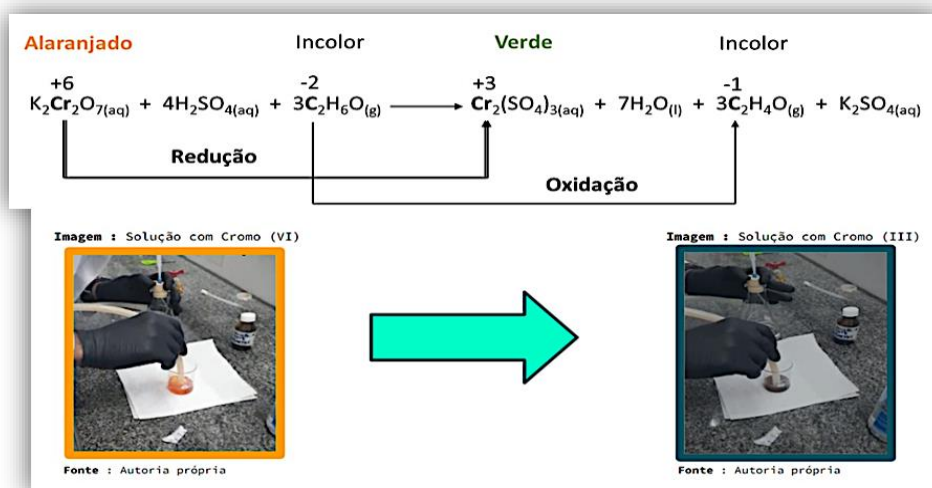 Alaranjado Incolor Verde Incolor
+6 -2 +3 -1
K₂Cr₂O₇(aq) + 4H₂SO₄(aq) + 3C₂H₆O(g) ⟶ Cr₂(SO₄)₃(aq) + 7H₂O(l) + 3C₂H₄O(g) + K₂SO₄(aq)
Redução
Oxidação
Imagem : Solução com Cromo (VI)
Imagem : Solução com Cromo (III)
Fonte : Autoria própria
Fonte : Autoria própria